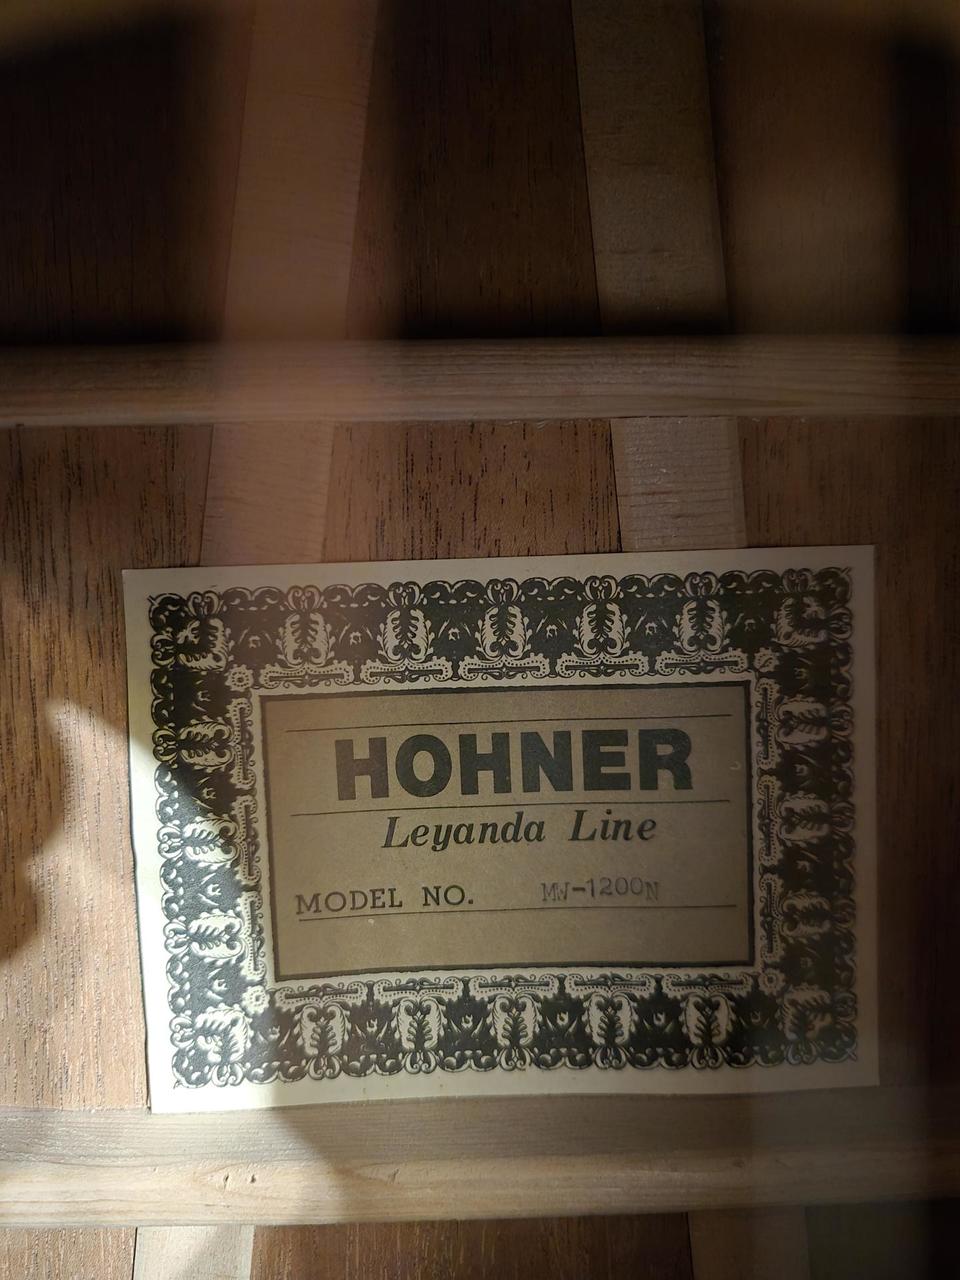 HOHNER
Leyanda Line
MODEL NO. MW-1200N